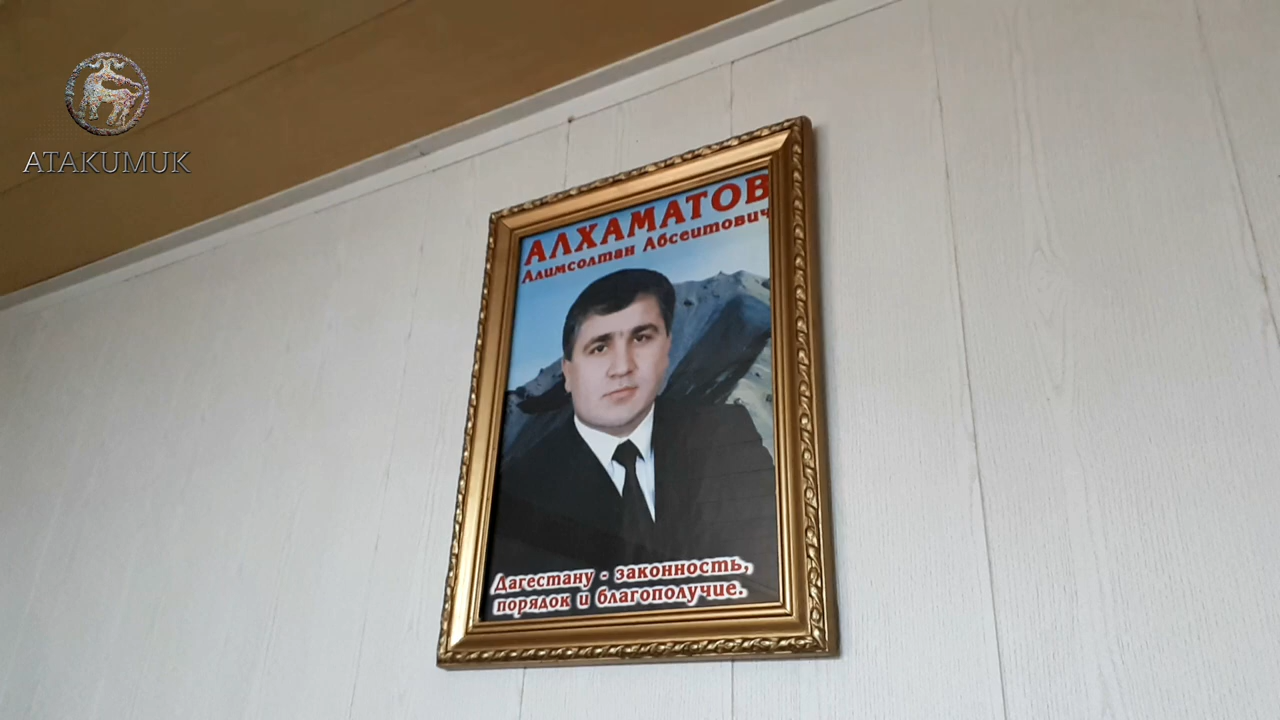 ATAKUMUK
АЛХАМАТОВ
Алимсолтан Абсеитович
Дагестану - законность,
порядок и благополучие.